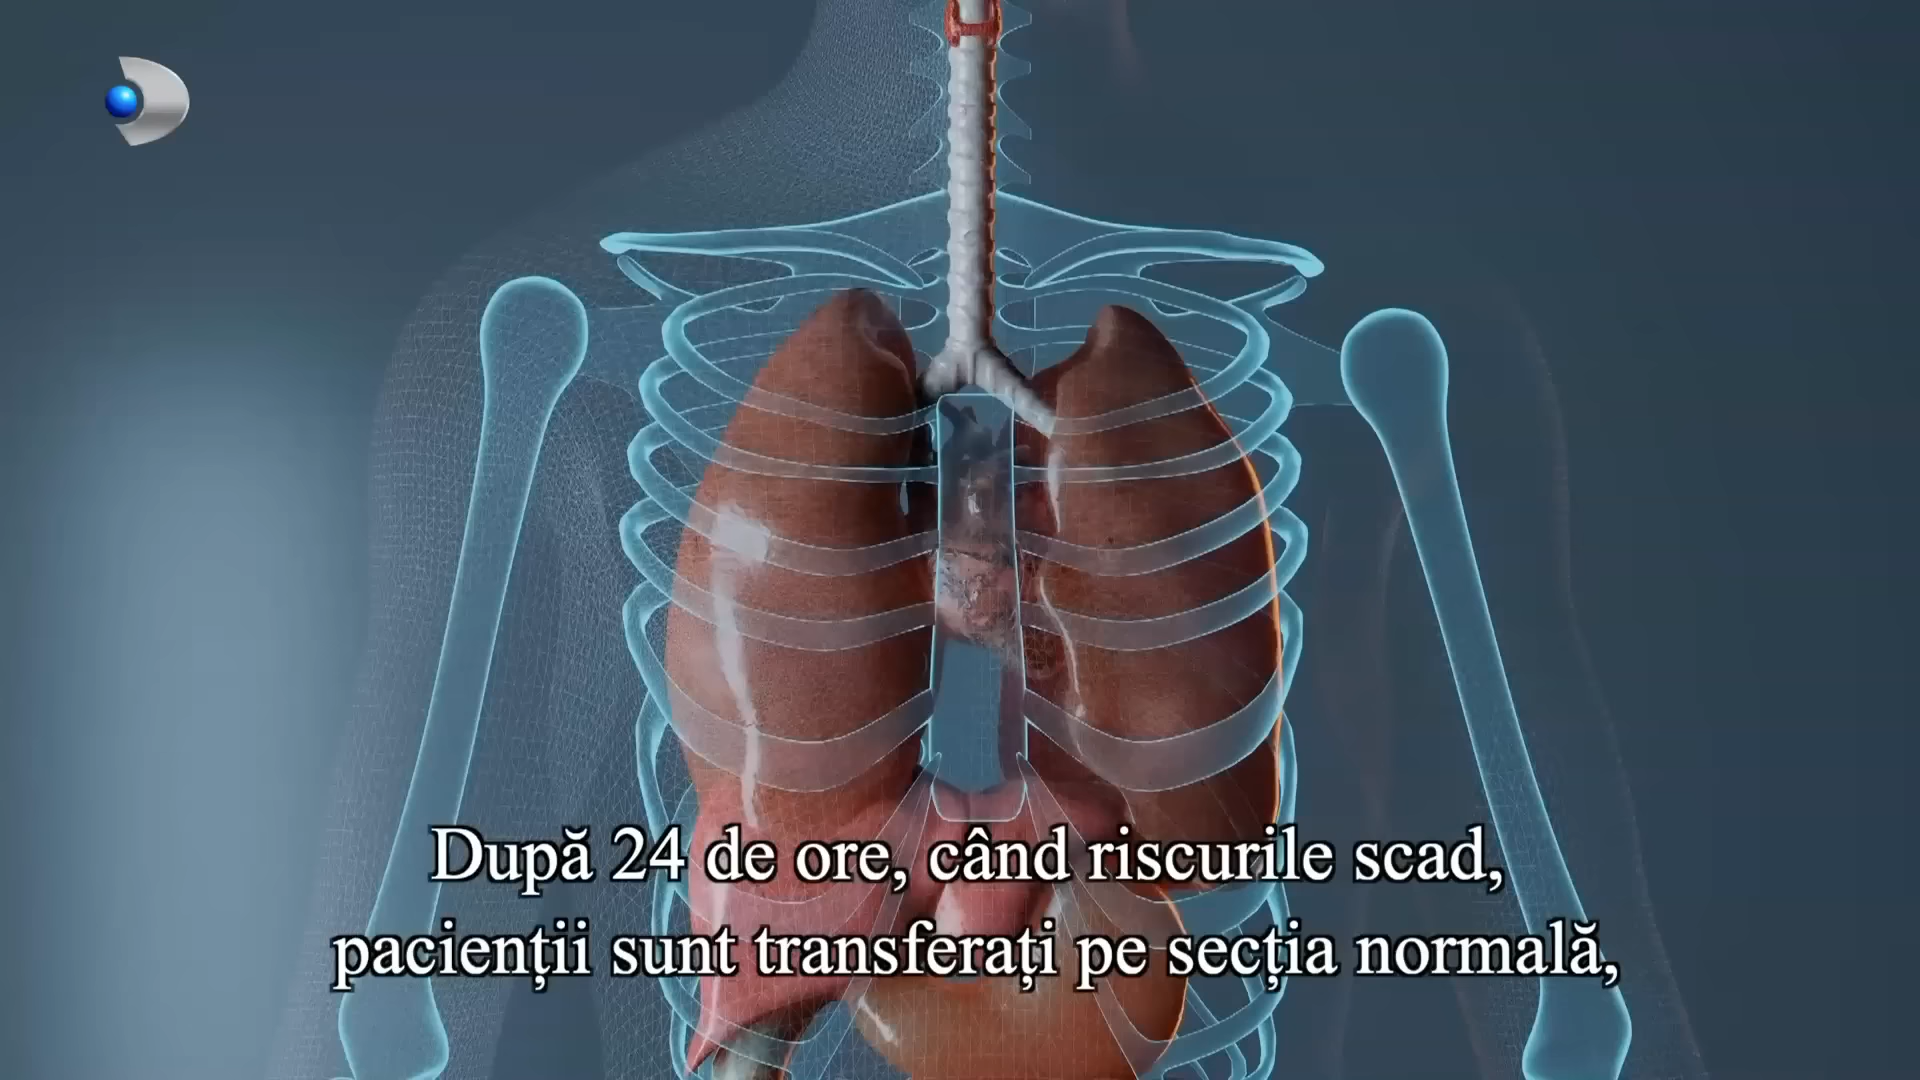 După 24 de ore, când riscurile scad,
pacienții sunt transferați pe secția normală,